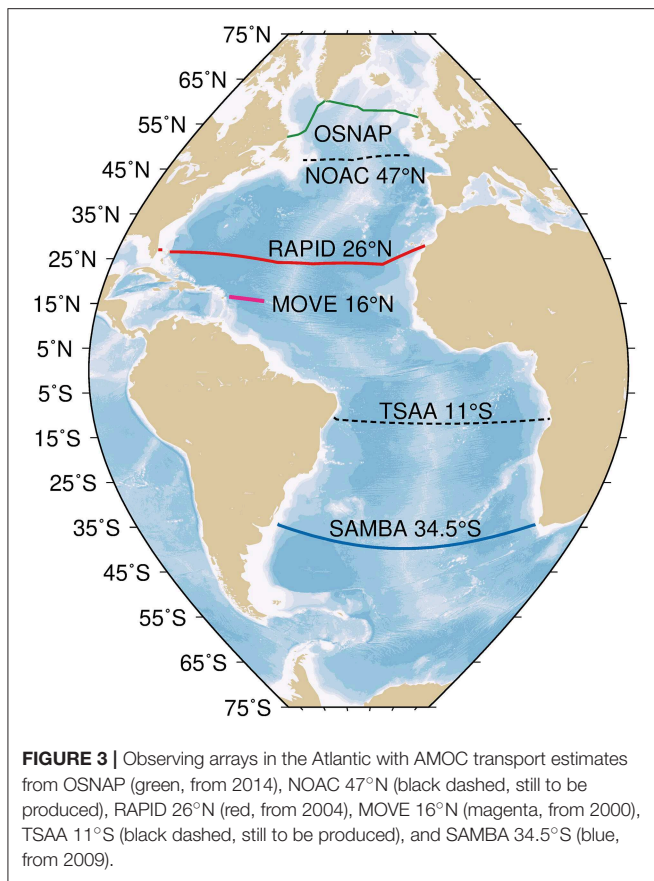 75˚N
65˚N
55˚N
OSNAP
45˚N
NOAC 47°N
35˚N
RAPID 26°N
25˚N
15˚N
MOVE 16°N
5˚N
5˚S
TSAA 11°S
15˚S
25˚S
35˚S
SAMBA 34.5°S
45˚S
55˚S
65˚S
75˚S
FIGURE 3 | Observing arrays in the Atlantic with AMOC transport estimates
from OSNAP (green, from 2014), NOAC 47°N (black dashed, still to be
produced), RAPID 26°N (red, from 2004), MOVE 16°N (magenta, from 2000),
TSAA 11°S (black dashed, still to be produced), and SAMBA 34.5°S (blue,
from 2009).